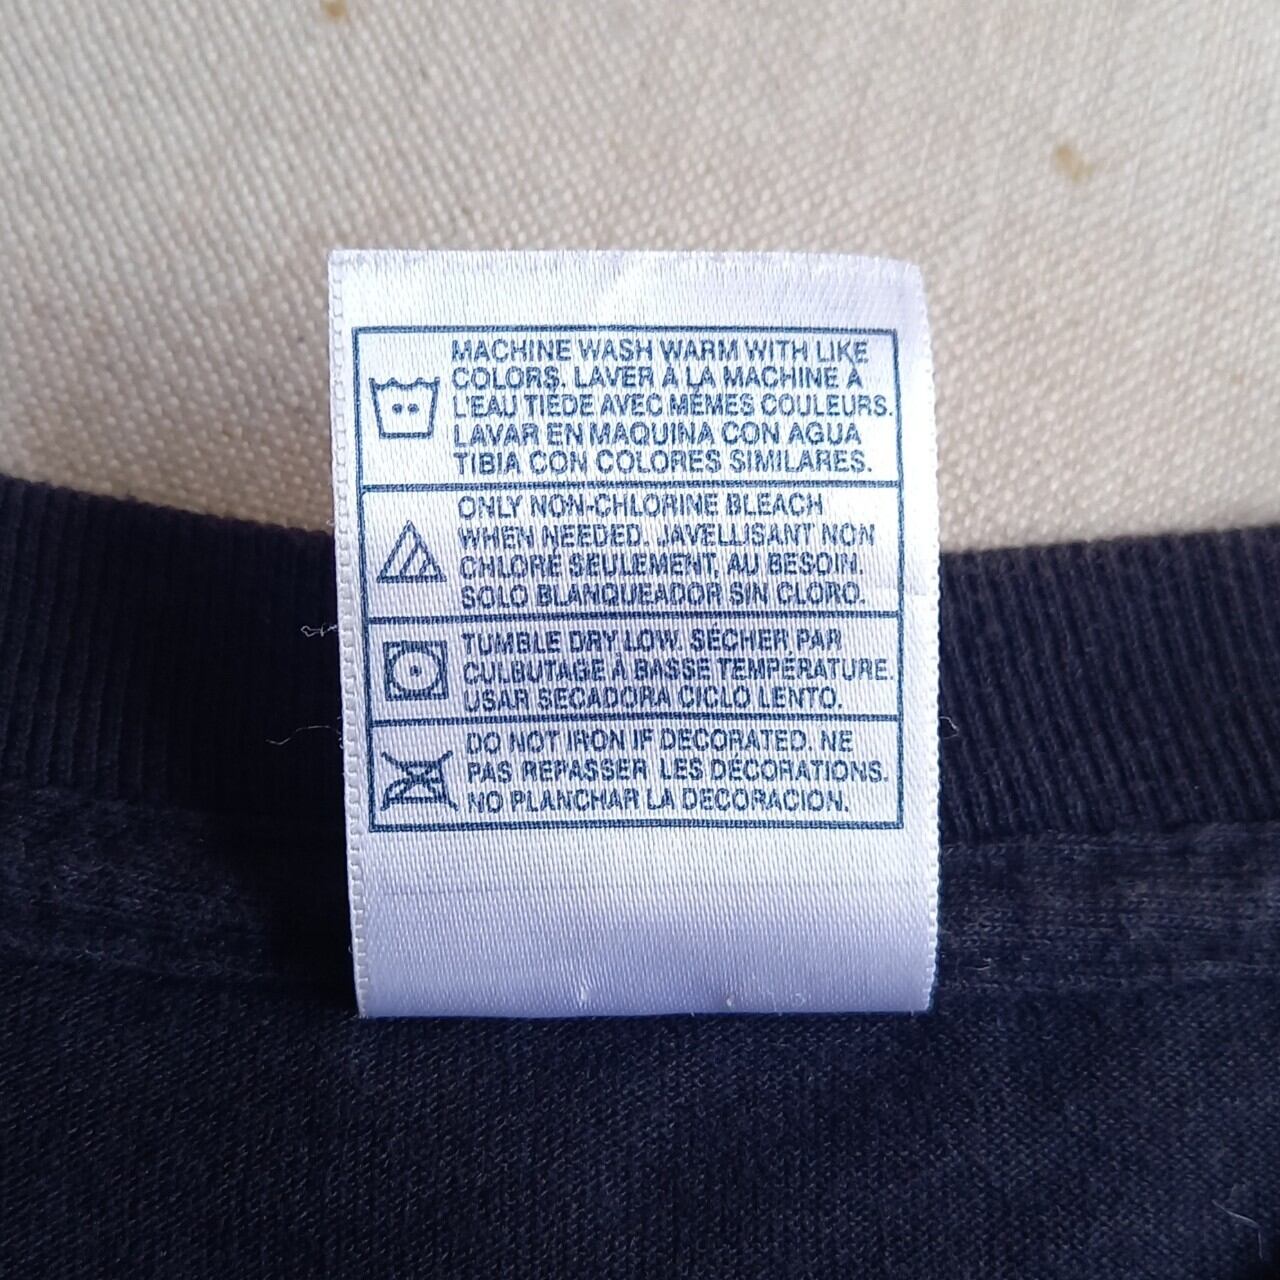 MACHINE WASH WARM WITH LIKE
COLORS. LAVER À LA MACHINE À
L'EAU TIÈDE AVEC MÊMES COULEURS.
LAVAR EN MAQUINA CON AGUA
TIBIA CON COLORES SIMILARES.
ONLY NON-CHLORINE BLEACH
WHEN NEEDED. JAVELLISANT NON
CHLORÉ SEULEMENT, AU BESOIN.
SOLO BLANQUEADOR SIN CLORO.
TUMBLE DRY LOW. SÉCHER PAR
CULBUTAGE À BASSE TEMPÉRATURE.
USAR SECADORA CICLO LENTO.
DO NOT IRON IF DECORATED. NE
PAS REPASSER LES DÉCORATIONS.
NO PLANCHAR LA DECORACION.